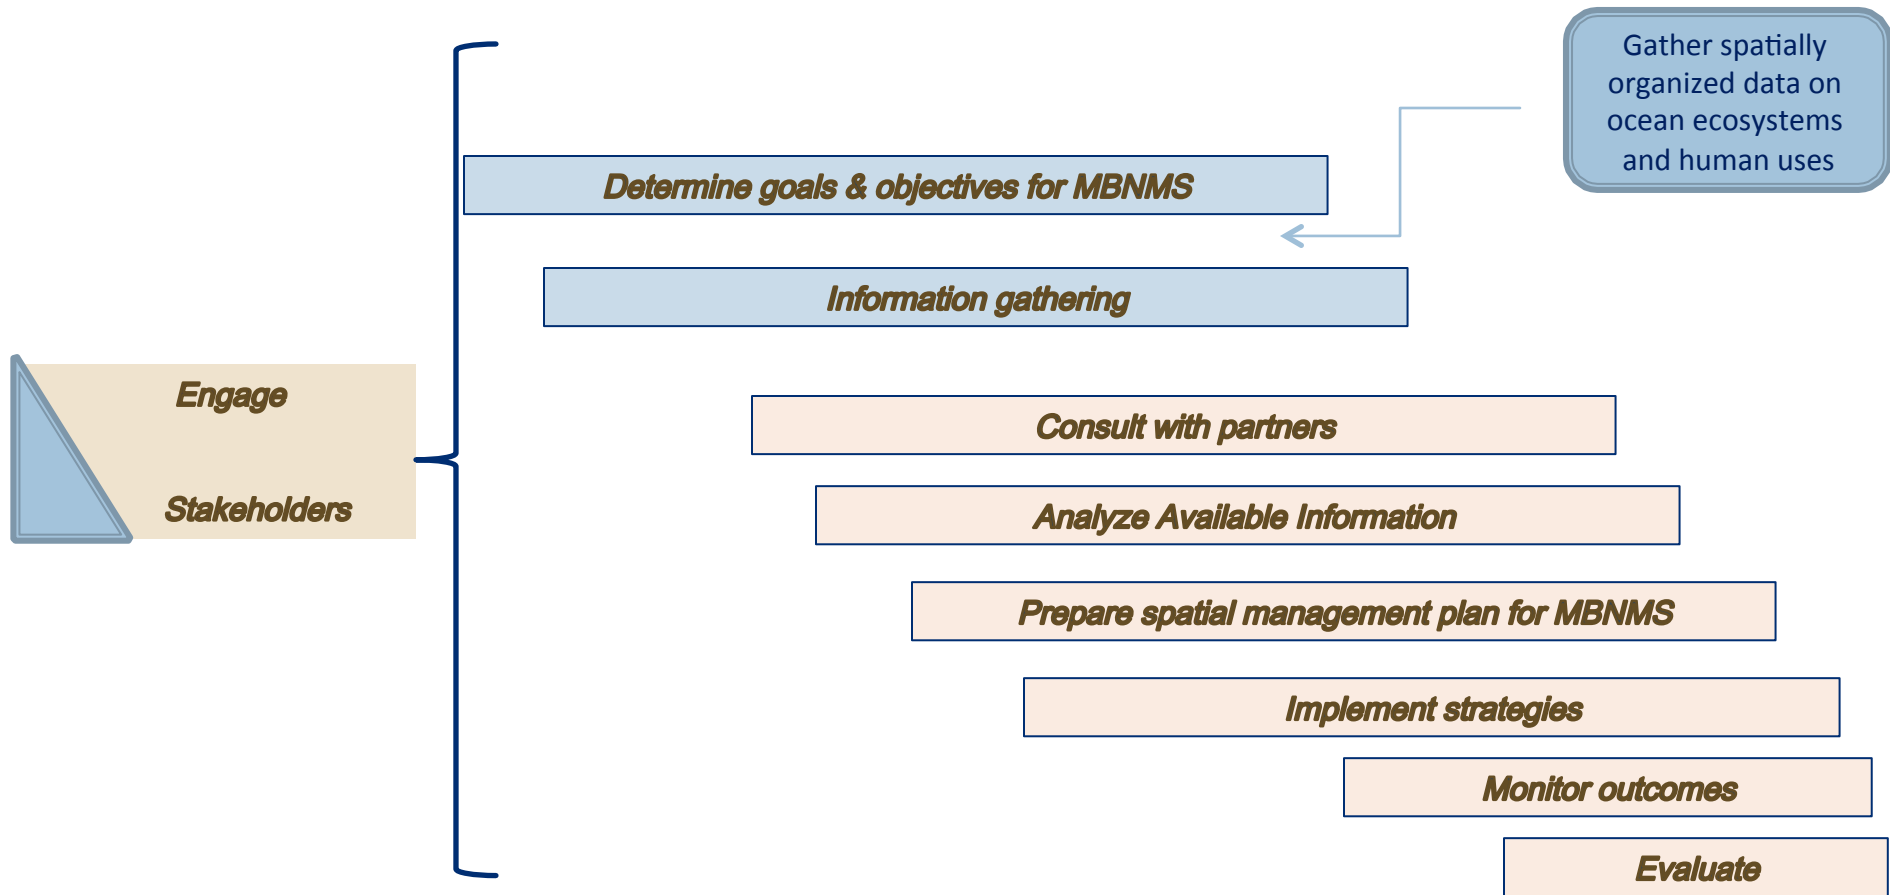 Gather spatially
organized data on
ocean ecosystems
and human uses
Determine goals & objectives for MBNMS
Information gathering
Engage
Stakeholders
Consult with partners
Analyze Available Information
Prepare spatial management plan for MBNMS
Implement strategies
Monitor outcomes
Evaluate